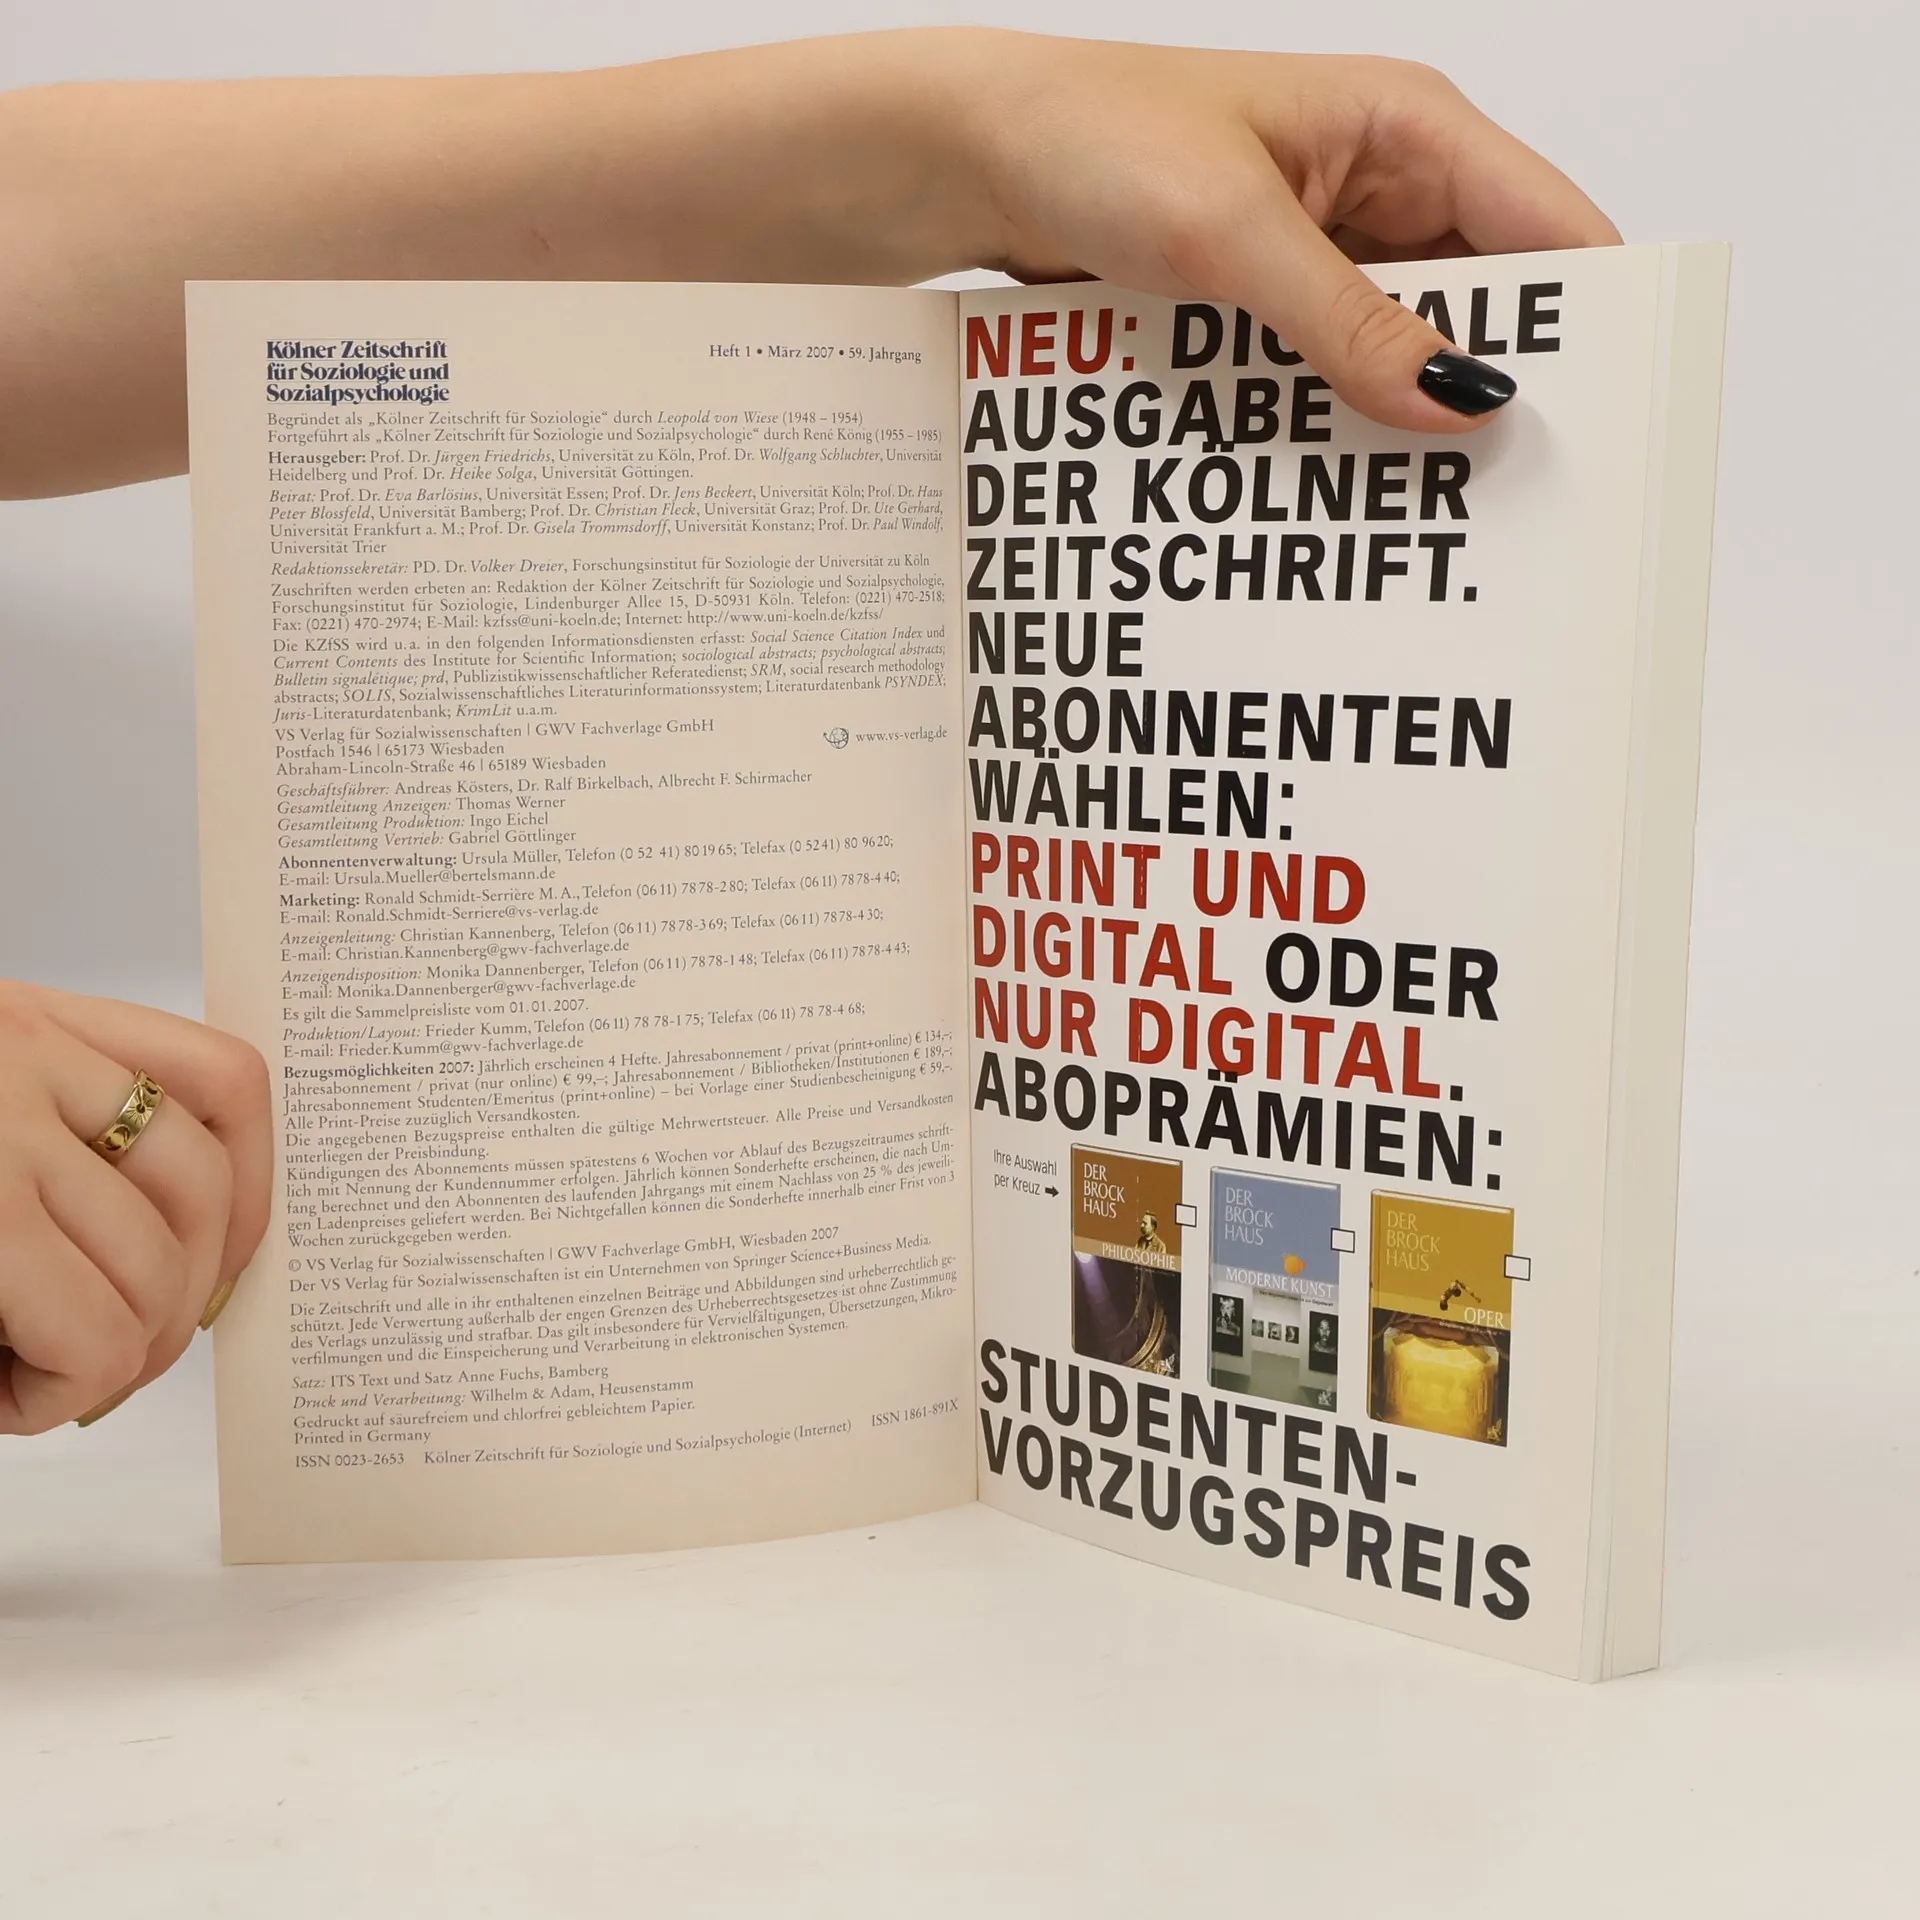 Kölner Zeitschrift
für Soziologie und
Sozialpsychologie
Heft 1 • März 2007 • 59. Jahrgang
Begründet als „Kölner Zeitschrift für Soziologie“ durch Leopold von Wiese (1948 – 1954)
Fortgeführt als „Kölner Zeitschrift für Soziologie und Sozialpsychologie“ durch René König (1955 – 1985)
Herausgeber: Prof. Dr. Jürgen Friedrichs, Universität zu Köln, Prof. Dr. Wolfgang Schluchter, Universität
Heidelberg und Prof. Dr. Heike Solga, Universität Göttingen.
Beirat: Prof. Dr. Eva Barlösius, Universität Essen; Prof. Dr. Jens Beckert, Universität Köln; Prof. Dr. Hans
Peter Blossfeld, Universität Bamberg; Prof. Dr. Christian Fleck, Universität Graz; Prof. Dr. Ute Gerhard,
Universität Frankfurt a. M.; Prof. Dr. Gisela Trommsdorff, Universität Konstanz; Prof. Dr. Paul Windolf,
Universität Trier
Redaktionssekretär: PD. Dr. Volker Dreier, Forschungsinstitut für Soziologie der Universität zu Köln
Zuschriften werden erbeten an: Redaktion der Kölner Zeitschrift für Soziologie und Sozialpsychologie,
Forschungsinstitut für Soziologie, Lindenburger Allee 15, D-50931 Köln. Telefon: (0221) 470-2518;
Fax: (0221) 470-2974; E-Mail: kzfss@uni-koeln.de; Internet: http://www.uni-koeln.de/kzfss/
Die KZfSS wird u.a. in den folgenden Informationsdiensten erfasst: Social Science Citation Index und
Current Contents des Institute for Scientific Information; sociological abstracts; psychological abstracts;
Bulletin signalétique; prd, Publizistikwissenschaftlicher Referatedienst; SRM, social research methodology
abstracts; SOLIS, Sozialwissenschaftliches Literaturinformationssystem; Literaturdatenbank PSYNDEX;
Juris-Literaturdatenbank; KrimLit u.a.m.
VS Verlag für Sozialwissenschaften | GWV Fachverlage GmbH
Postfach 1546 | 65173 Wiesbaden
www.vs-verlag.de
Abraham-Lincoln-Straße 46 | 65189 Wiesbaden
Geschäftsführer: Andreas Kösters, Dr. Ralf Birkelbach, Albrecht F. Schirmacher
Gesamtleitung Anzeigen: Thomas Werner
Gesamtleitung Produktion: Ingo Eichel
Gesamtleitung Vertrieb: Gabriel Göttlinger
Abonnentenverwaltung: Ursula Müller, Telefon (0 52 41) 80 19 65; Telefax (0 52 41) 80 96 20;
E-mail: Ursula.Mueller@bertelsmann.de
Marketing: Ronald Schmidt-Serrière M. A., Telefon (06 11) 78 78-2 80; Telefax (06 11) 78 78-4 40;
E-mail: Ronald.Schmidt-Serriere@vs-verlag.de
Anzeigenleitung: Christian Kannenberg, Telefon (06 11) 78 78-3 69; Telefax (06 11) 78 78-4 30;
E-mail: Christian.Kannenberg@gwv-fachverlage.de
Anzeigendisposition: Monika Dannenberger, Telefon (06 11) 78 78-1 48; Telefax (06 11) 78 78-4 43;
E-mail: Monika.Dannenberger@gwv-fachverlage.de
Es gilt die Sammelpreisliste vom 01.01.2007.
Produktion/Layout: Frieder Kumm, Telefon (06 11) 78 78-1 75; Telefax (06 11) 78 78-4 68;
E-mail: Frieder.Kumm@gwv-fachverlage.de
Bezugsmöglichkeiten 2007: Jährlich erscheinen 4 Hefte. Jahresabonnement / privat (print+online) € 134,–;
Jahresabonnement / privat (nur online) € 99,–; Jahresabonnement / Bibliotheken/Institutionen € 189,–;
Jahresabonnement Studenten/Emeritus (print+online) – bei Vorlage einer Studienbescheinigung € 59,–.
Alle Print-Preise zuzüglich Versandkosten.
Die angegebenen Bezugspreise enthalten die gültige Mehrwertsteuer. Alle Preise und Versandkosten
unterliegen der Preisbindung.
Kündigungen des Abonnements müssen spätestens 6 Wochen vor Ablauf des Bezugszeitraumes schrift-
lich mit Nennung der Kundennummer erfolgen. Jährlich können Sonderhefte erscheinen, die nach Um-
fang berechnet und den Abonnenten des laufenden Jahrgangs mit einem Nachlass von 25 % des jeweili-
gen Ladenpreises geliefert werden. Bei Nichtgefallen können die Sonderhefte innerhalb einer Frist von 3
Wochen zurückgegeben werden.
© VS Verlag für Sozialwissenschaften | GWV Fachverlage GmbH, Wiesbaden 2007
Der VS Verlag für Sozialwissenschaften ist ein Unternehmen von Springer Science+Business Media.
Die Zeitschrift und alle in ihr enthaltenen einzelnen Beiträge und Abbildungen sind urheberrechtlich ge-
schützt. Jede Verwertung außerhalb der engen Grenzen des Urheberrechtsgesetzes ist ohne Zustimmung
des Verlags unzulässig und strafbar. Das gilt insbesondere für Vervielfältigungen, Übersetzungen, Mikro-
verfilmungen und die Einspeicherung und Verarbeitung in elektronischen Systemen.
Satz: ITS Text und Satz Anne Fuchs, Bamberg
Druck und Verarbeitung: Wilhelm & Adam, Heusenstamm
Gedruckt auf säurefreiem und chlorfrei gebleichtem Papier.
Printed in Germany
ISSN 0023-2653 Kölner Zeitschrift für Soziologie und Sozialpsychologie (Internet) ISSN 1861-891X
NEU: DIG ALE
AUSGABE
DER KÖLNER
ZEITSCHRIFT.
NEUE
ABONNENTEN
WÄHLEN:
PRINT UND
DIGITAL ODER
NUR DIGITAL.
ABOPRÄMIEN:
Ihre Auswahl
per Kreuz
DER
BROCK
HAUS
PHILOSOPHIE
DER
BROCK
HAUS
MODERNE KUNST
DER
BROCK
HAUS
OPER
STUDENTEN-
VORZUGSPREIS